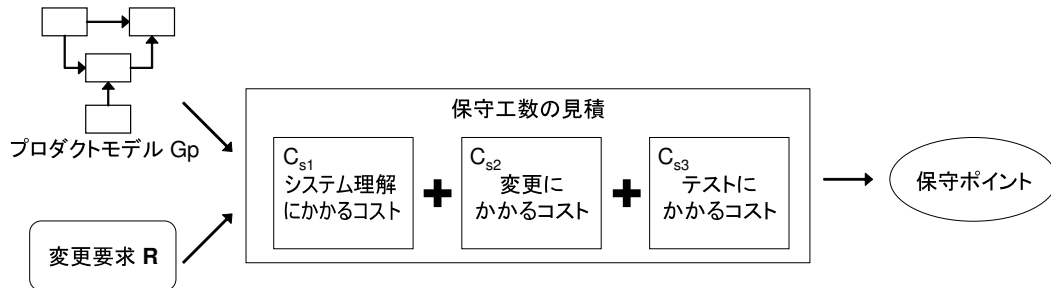 プロダクトモデル Gp
変更要求 R
保守工数の見積
Cs1
システム理解
にかかるコスト
Cs2
変更に
かかるコスト
Cs3
テストに
かかるコスト
保守ポイント